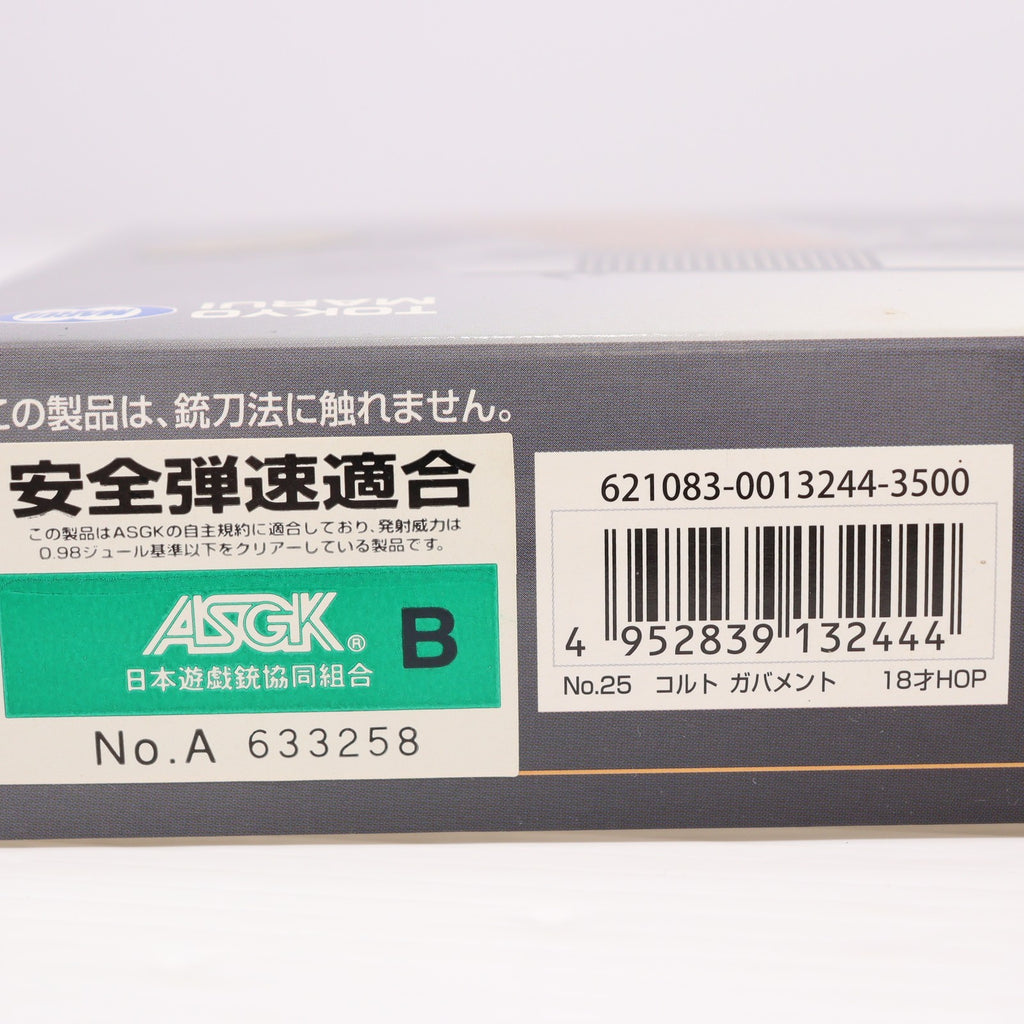 MARUI
TOKYO
MARUI
この製品は、銃刀法に触れません。
安全弾速適合
この製品はASGKの自主規約に適合しており、発射威力は
0.98ジュール基準以下をクリアーしている製品です。
ASGK® B
日本遊戯銃協同組合
No.A 633258
621083-0013244-3500
4 952839 132444
No.25 コルト ガバメント 18才HOP